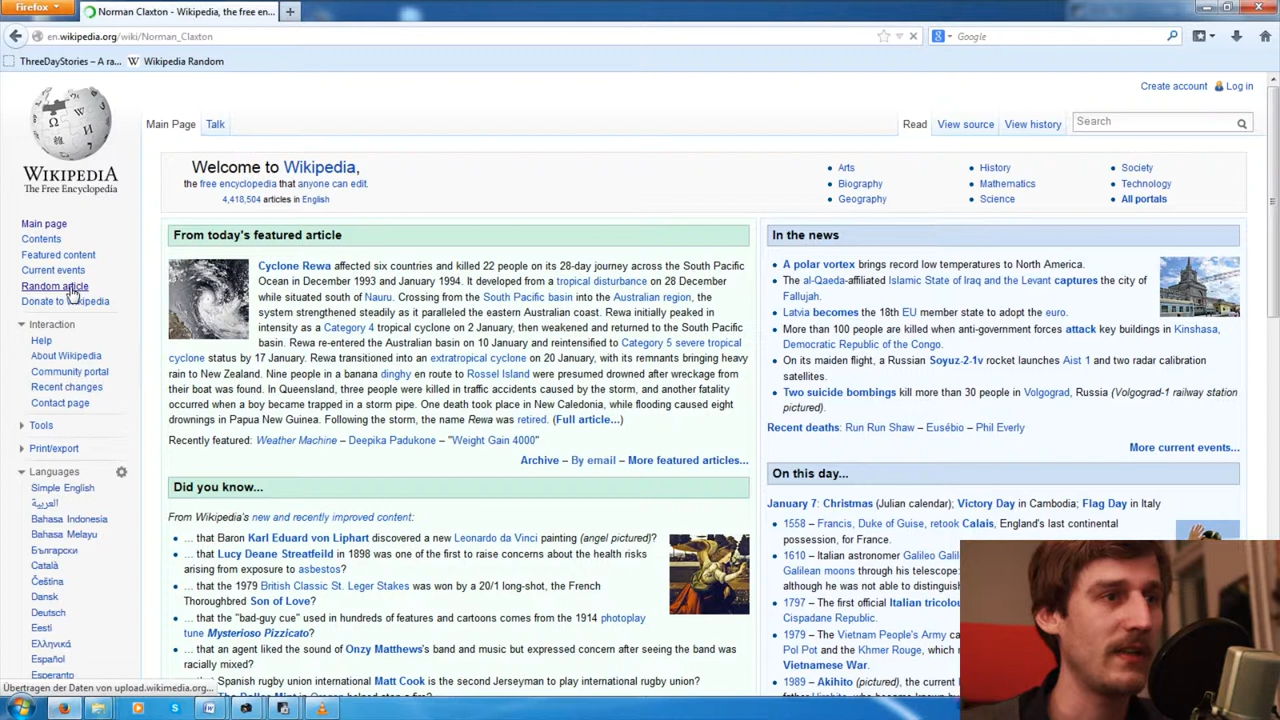 Firefox
Norman Claxton - Wikipedia, the free en...
en.wikipedia.org/wiki/Norman_Claxton
Google
ThreeDayStories – A ra...
Wikipedia Random
Create account
Log in
Main Page
Talk
Read
View source
View history
Search
WIKIPEDIA
The Free Encyclopedia
Main page
Contents
Featured content
Current events
Random article
Donate to Wikipedia
Interaction
Help
About Wikipedia
Community portal
Recent changes
Contact page
Tools
Print/export
Languages
Simple English
العربية
Bahasa Indonesia
Bahasa Melayu
Български
Català
Čeština
Dansk
Deutsch
Eesti
Ελληνικά
Español
Esperanto
Welcome to Wikipedia,
the free encyclopedia that anyone can edit.
4,418,504 articles in English
Arts
Biography
Geography
History
Mathematics
Science
Society
Technology
All portals
From today's featured article
Cyclone Rewa affected six countries and killed 22 people on its 28-day journey across the South Pacific
Ocean in December 1993 and January 1994. It developed from a tropical disturbance on 28 December
while situated south of Nauru. Crossing from the South Pacific basin into the Australian region, the
system strengthened steadily as it paralleled the eastern Australian coast. Rewa initially peaked in
intensity as a Category 4 tropical cyclone on 2 January, then weakened and returned to the South Pacific
basin. Rewa re-entered the Australian basin on 10 January and reintensified to Category 5 severe tropical
cyclone status by 17 January. Rewa transitioned into an extratropical cyclone on 20 January, with its remnants bringing heavy
rain to New Zealand. Nine people in a banana dinghy en route to Rossel Island were presumed drowned after wreckage from
their boat was found. In Queensland, three people were killed in traffic accidents caused by the storm, and another fatality
occurred when a boy became trapped in a storm pipe. One death took place in New Caledonia, while flooding caused eight
drownings in Papua New Guinea. Following the storm, the name Rewa was retired. (Full article...)
Recently featured: Weather Machine – Deepika Padukone – "Weight Gain 4000"
Archive – By email – More featured articles...
Did you know...
From Wikipedia's new and recently improved content:
... that Baron Karl Eduard von Liphart discovered a new Leonardo da Vinci painting (angel pictured)?
... that Lucy Deane Streatfeild in 1898 was one of the first to raise concerns about the health risks
arising from exposure to asbestos?
... that the 1979 British Classic St. Leger Stakes was won by a 20/1 long-shot, the French
Thoroughbred Son of Love?
... that the "bad-guy cue" used in hundreds of features and cartoons comes from the 1914 photoplay
tune Mysterioso Pizzicato?
... that an agent liked the sound of Onzy Matthews's band and music but expressed concern after seeing the band was
racially mixed?
... that Spanish rugby union international Matt Cook is the second Jerseyman to play international rugby union?
In the news
A polar vortex brings record low temperatures to North America.
The al-Qaeda-affiliated Islamic State of Iraq and the Levant captures the city of
Fallujah.
Latvia becomes the 18th EU member state to adopt the euro.
More than 100 people are killed when anti-government forces attack key buildings in Kinshasa,
Democratic Republic of the Congo.
On its maiden flight, a Russian Soyuz-2-1v rocket launches Aist 1 and two radar calibration
satellites.
Two suicide bombings kill more than 30 people in Volgograd, Russia (Volgograd-1 railway station
pictured).
Recent deaths: Run Run Shaw – Eusébio – Phil Everly
More current events...
On this day...
January 7: Christmas (Julian calendar); Victory Day in Cambodia; Flag Day in Italy
1558 – Francis, Duke of Guise, retook Calais, England's last continental
possession, for France.
1610 – Italian astronomer Galileo
Galilean moons through his telescope;
although he was not able to distinguish
1797 – The first official Italian
Cispadane Republic.
1979 – The Vietnam People's Army
Pol Pot and the Khmer Rouge,
Vietnamese War.
1989 – Akihito (pictured), the current
Übertragen der Daten von upload.wikimedia.org...